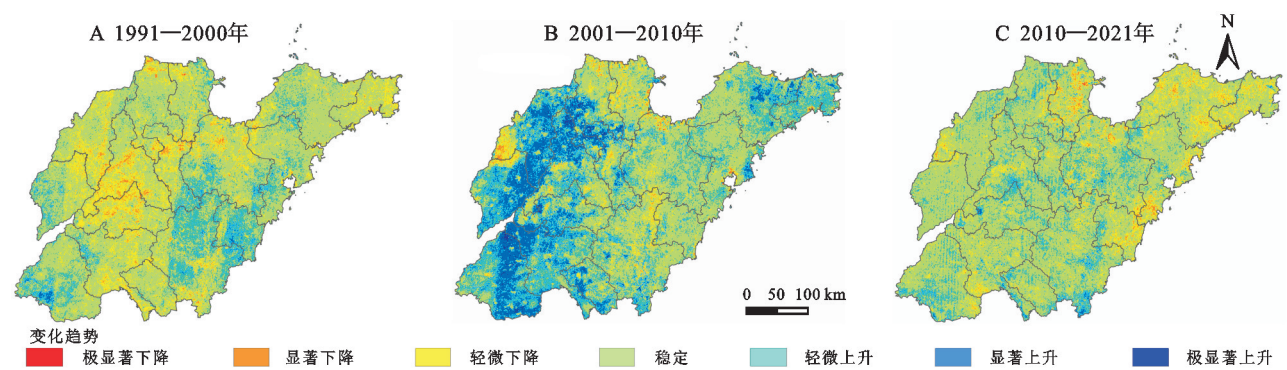 A 1991—2000年
B 2001—2010年
C 2010—2021年
N
0 50 100 km
变化趋势
极显著下降
显著下降
轻微下降
稳定
轻微上升
显著上升
极显著上升